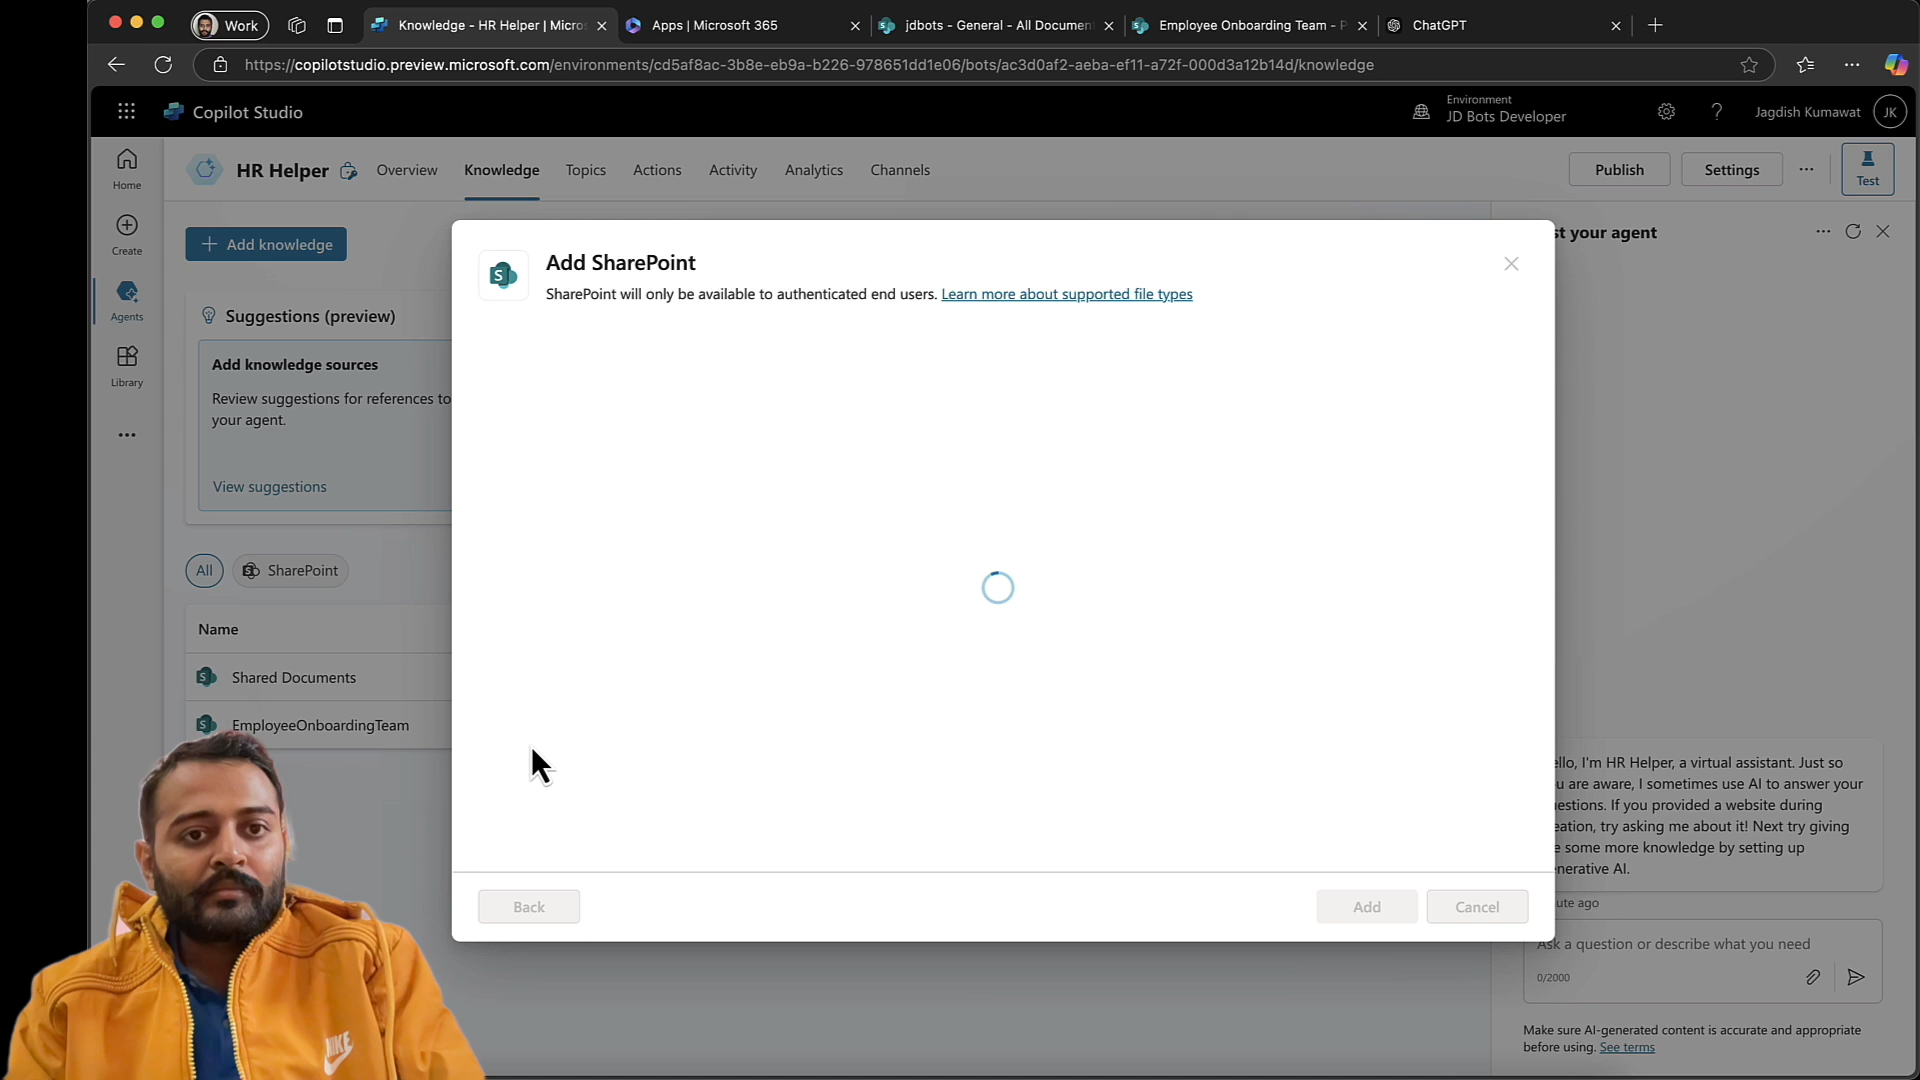 Work
Knowledge - HR Helper | Micros
Apps | Microsoft 365
jdbots - General - All Documen
Employee Onboarding Team - P
ChatGPT
https://copilotstudio.preview.microsoft.com/environments/cd5af8ac-3b8e-eb9a-b226-978651dd1e06/bots/ac3d0af2-aeba-ef11-a72f-000d3a12b14d/knowledge
Copilot Studio
Environment
JD Bots Developer
?
Jagdish Kumawat
JK
Home
Create
Agents
Library
HR Helper
Overview
Knowledge
Topics
Actions
Activity
Analytics
Channels
Publish
Settings
Test
+ Add knowledge
Suggestions (preview)
Add knowledge sources
Review suggestions for references to
your agent.
View suggestions
All
SharePoint
Name
Shared Documents
EmployeeOnboardingTeam
Add SharePoint
SharePoint will only be available to authenticated end users. Learn more about supported file types
Back
Add
Cancel
st your agent
ello, I'm HR Helper, a virtual assistant. Just so
u are aware, I sometimes use AI to answer your
estions. If you provided a website during
eation, try asking me about it! Next try giving
e some more knowledge by setting up
nerative AI.
ute ago
Ask a question or describe what you need
0/2000
Make sure AI-generated content is accurate and appropriate
before using. See terms
NIKE